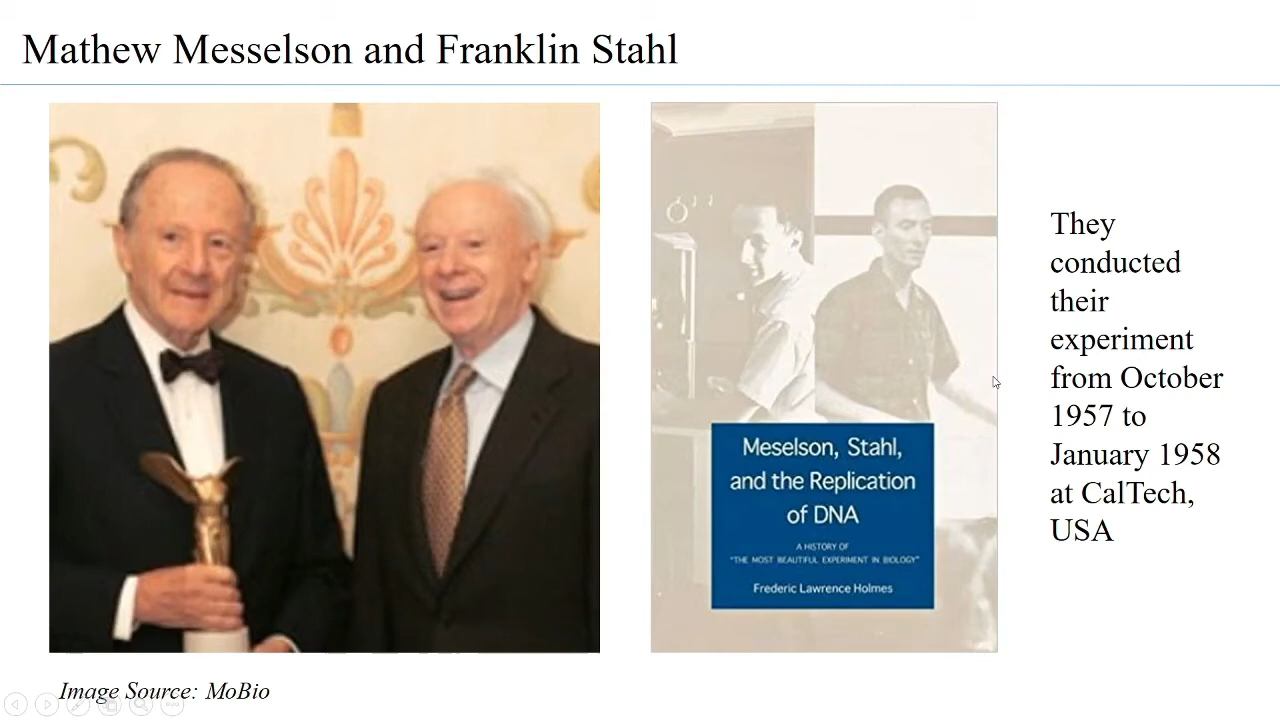 Mathew Messelson and Franklin Stahl
Meselson, Stahl,
and the Replication
of DNA
A HISTORY OF
"THE MOST BEAUTIFUL EXPERIMENT IN BIOLOGY"
Frederic Lawrence Holmes
They
conducted
their
experiment
from October
1957 to
January 1958
at CalTech,
USA
Image Source: MoBio